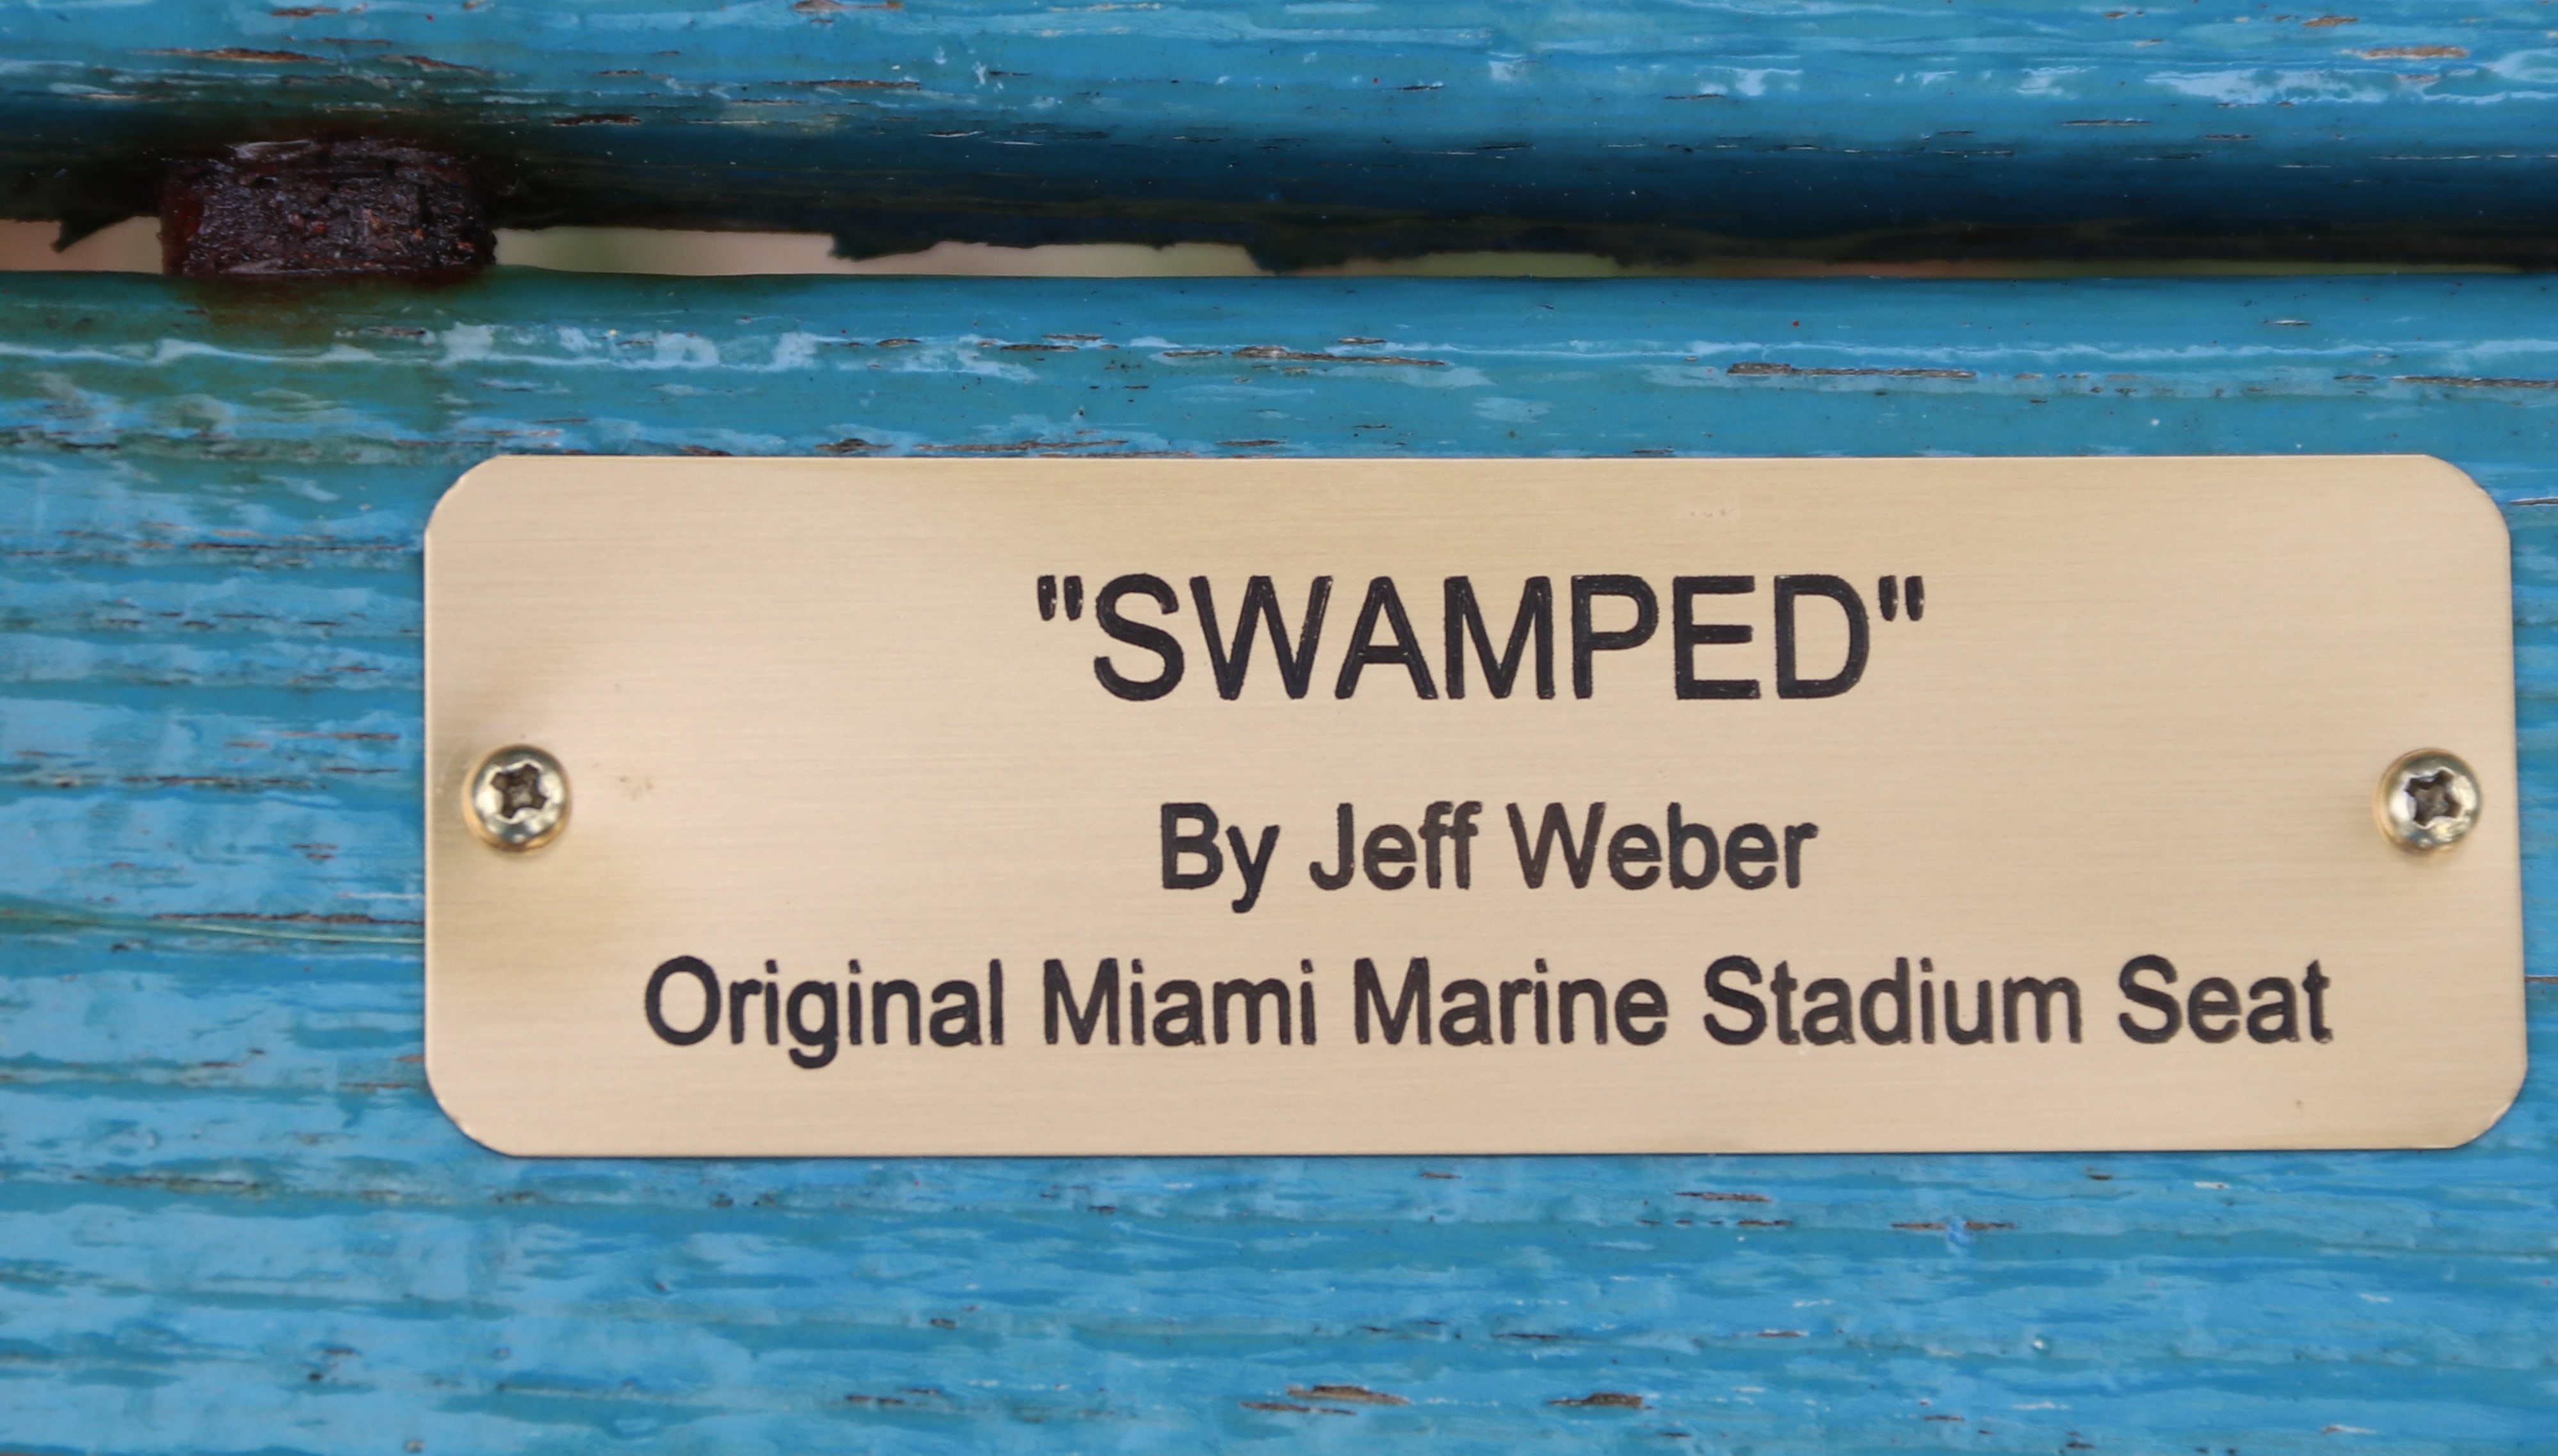 "SWAMPED"
By Jeff Weber
Original Miami Marine Stadium Seat